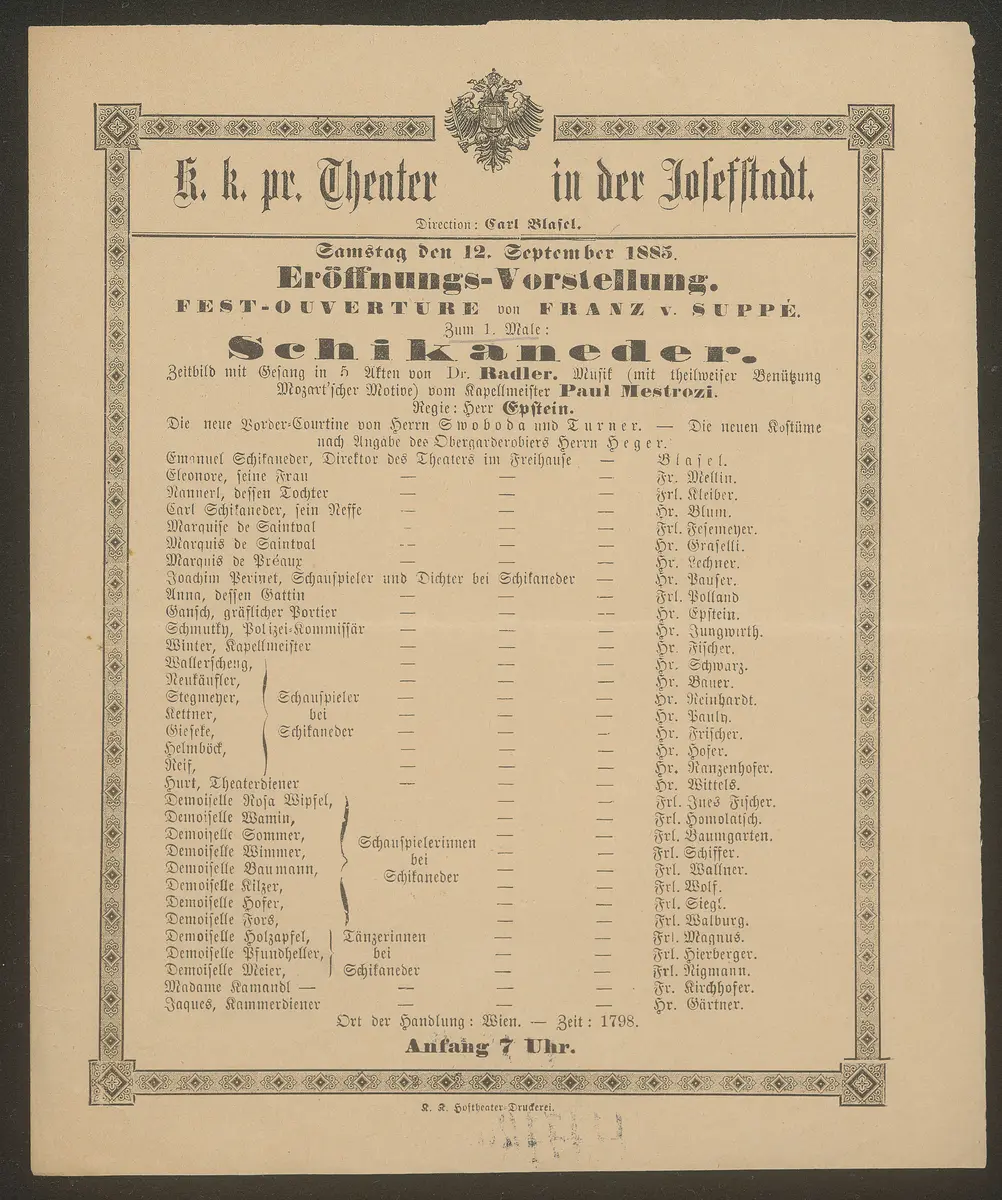 K. k. pr. Theater in der Josefstadt.
Direction: Carl Blasel.
Samstag den 12. September 1885.
Eröffnungs-Vorstellung.
FEST-OUVERTURE von FRANZ v. SUPPÉ.
Zum 1. Male:
Schikaneder.
Zeitbild mit Gesang in 5 Akten von Dr. Radler. Musik (mit theilweiser Benützung
Mozart'scher Motive) vom Kapellmeister Paul Mestrozi.
Regie: Herr Epstein.
Die neue Vorder-Courtine von Herrn Swoboda und Turner. — Die neuen Kostüme
nach Angabe des Obergarderobiers Herrn Heger.
Emanuel Schikaneder, Direktor des Theaters im Freihause — Blasel.
Eleonore, seine Frau — — — Fr. Mellin.
Nannerl, dessen Tochter — — — Frl. Kleiber.
Carl Schikaneder, sein Neffe — — — Hr. Blum.
Marquise de Saintval — — Frl. Fesemeyer.
Marquis de Saintval — — — Hr. Graselli.
Marquis de Préaux — — — Hr. Lechner.
Joachim Perinet, Schauspieler und Dichter bei Schikaneder — Hr. Pauser.
Anna, dessen Gattin — — — Frl. Polland
Gansch, gräflicher Portier — — — Hr. Epstein.
Schmutky, Polizei-Kommissär — — — Hr. Jungwirth.
Winter, Kapellmeister — — — Hr. Fischer.
Wallerscheng, — — — Hr. Schwarz.
Neukäufler, — — — Hr. Bauer.
Stegmeyer, Schauspieler — — — Hr. Reinhardt.
Kettner, bei — — — Hr. Pauly.
Gieseke, Schikaneder — — — Hr. Frischer.
Helmböck, — — — Hr. Hofer.
Reif, — — — Hr. Ranzenhofer.
Hurt, Theaterdiener — — — Hr. Wittels.
Demoiselle Rosa Wipfel, — — Frl. Ines Fischer.
Demoiselle Wamin, — — Frl. Homolatsch.
Demoiselle Sommer, — — Frl. Baumgarten.
Demoiselle Wimmer, Schauspielerinnen — — Frl. Schiffer.
Demoiselle Baumann, bei — — Frl. Wallner.
Demoiselle Kilzer, Schikaneder — — Frl. Wolf.
Demoiselle Hofer, — — Frl. Siegl.
Demoiselle Fors, — — Frl. Walburg.
Demoiselle Holzapfel, Tänzerinnen — — Frl. Magnus.
Demoiselle Pfundheller, bei — — Frl. Hierberger.
Demoiselle Meier, Schikaneder — — Frl. Rigmann.
Madame Kamandl — — — — Fr. Kirchhofer.
Jaques, Kammerdiener — — — Hr. Gärtner.
Ort der Handlung: Wien. — Zeit: 1798.
Anfang 7 Uhr.
K. K. Hoftheater-Druckerei.